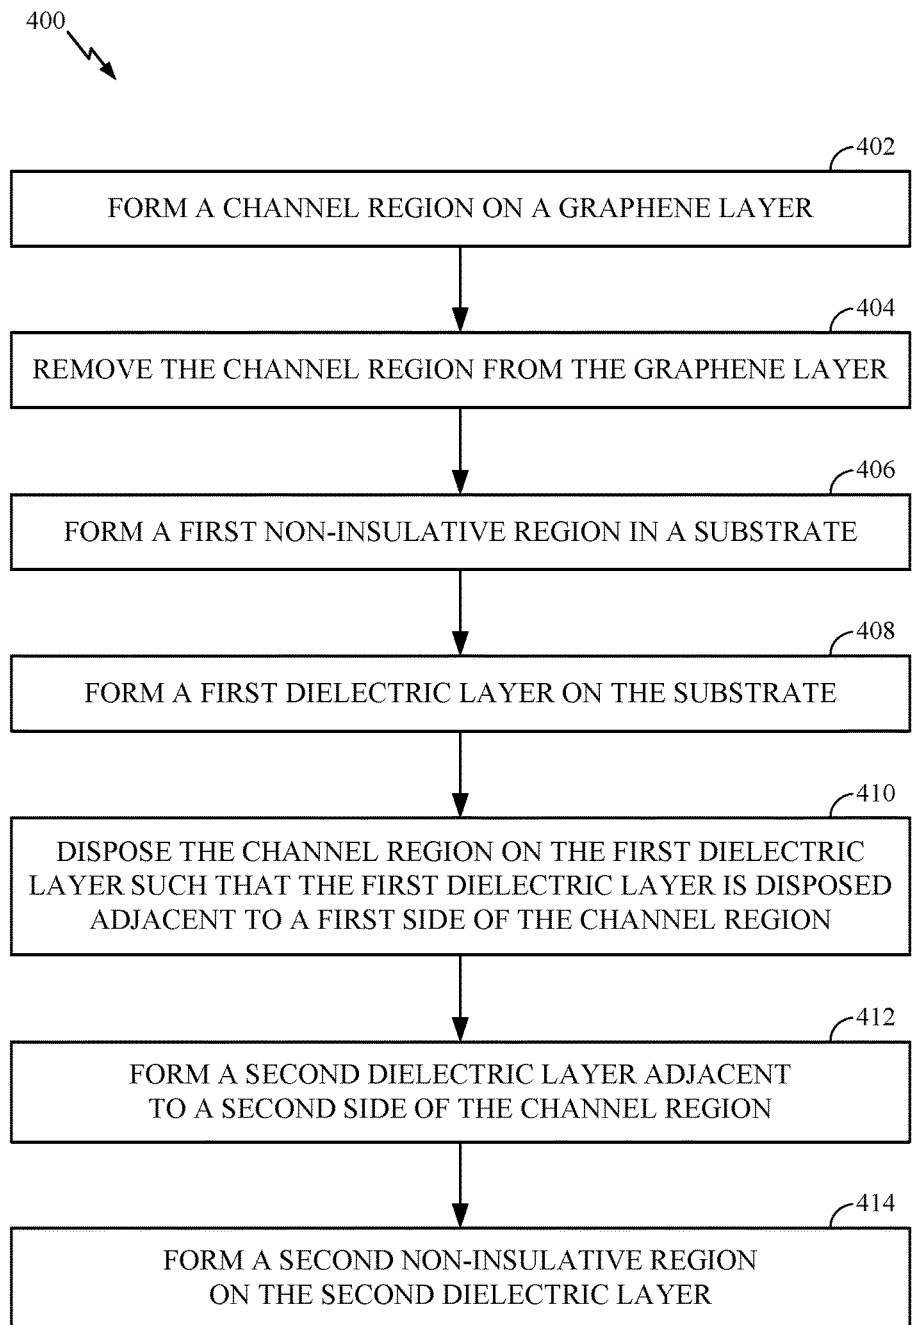 400
402
FORM A CHANNEL REGION ON A GRAPHENE LAYER
404
REMOVE THE CHANNEL REGION FROM THE GRAPHENE LAYER
406
FORM A FIRST NON-INSULATIVE REGION IN A SUBSTRATE
408
FORM A FIRST DIELECTRIC LAYER ON THE SUBSTRATE
410
DISPOSE THE CHANNEL REGION ON THE FIRST DIELECTRIC
LAYER SUCH THAT THE FIRST DIELECTRIC LAYER IS DISPOSED
ADJACENT TO A FIRST SIDE OF THE CHANNEL REGION
412
FORM A SECOND DIELECTRIC LAYER ADJACENT
TO A SECOND SIDE OF THE CHANNEL REGION
414
FORM A SECOND NON-INSULATIVE REGION
ON THE SECOND DIELECTRIC LAYER